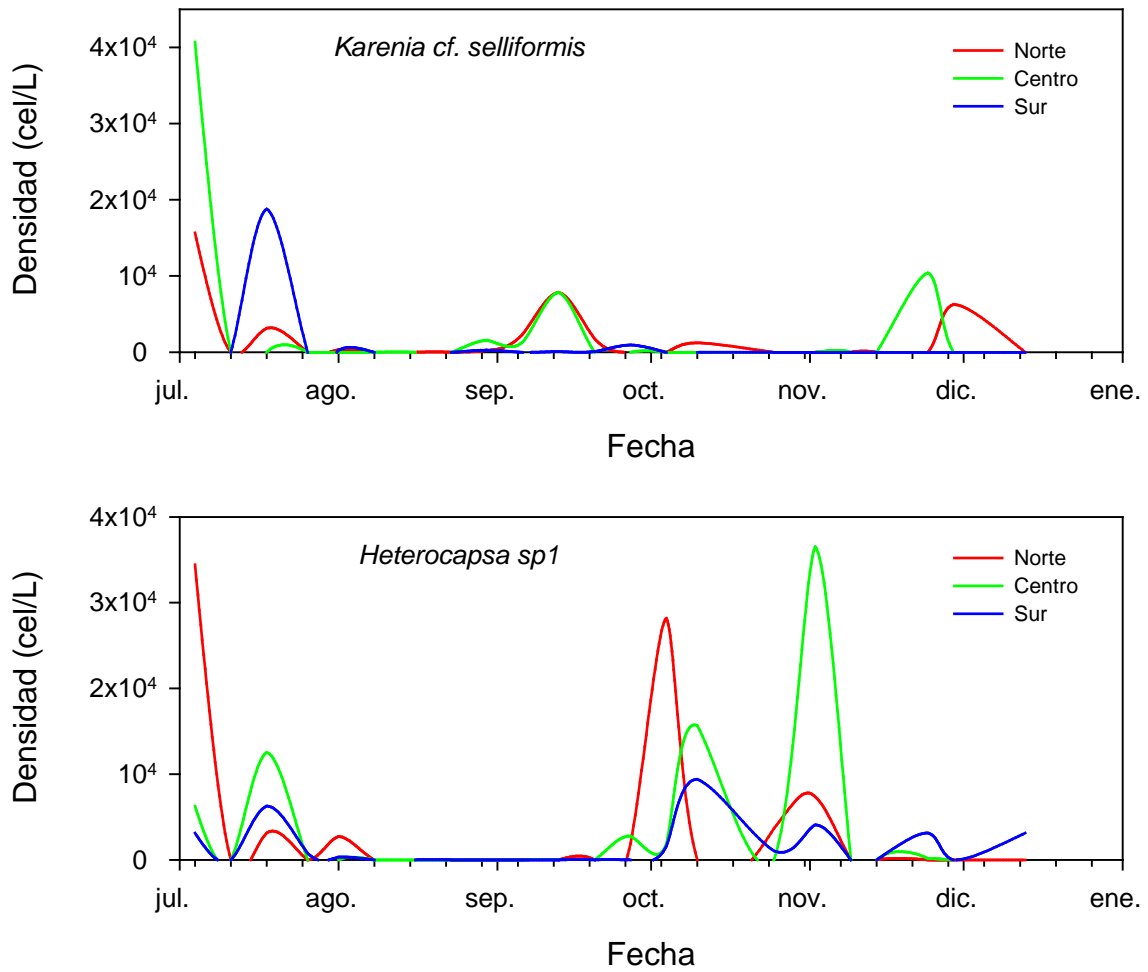 Karenia cf. selliformis
Norte
Centro
Sur
Densidad (cel/L)
4x10⁴
3x10⁴
2x10⁴
10⁴
0
jul. ago. sep. oct. nov. dic. ene.
Fecha
Heterocapsa sp1
Norte
Centro
Sur
Densidad (cel/L)
4x10⁴
3x10⁴
2x10⁴
10⁴
0
jul. ago. sep. oct. nov. dic. ene.
Fecha